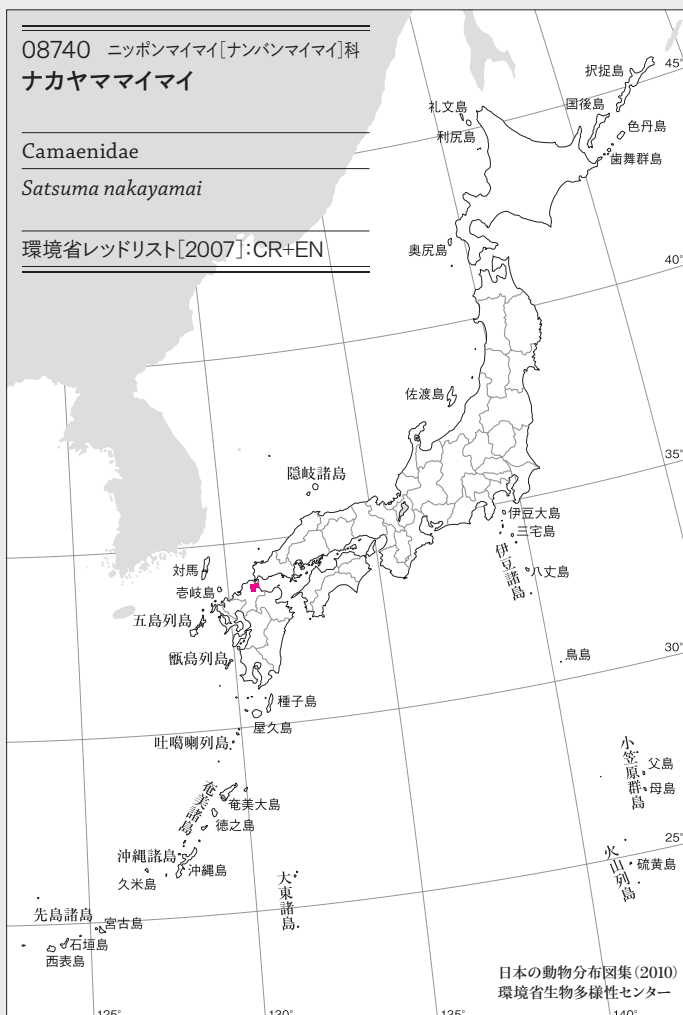 08740 ニッポンマイマイ[ナンバンマイマイ]科
ナカヤママイマイ
Camaenidae
Satsuma nakayamai
環境省レッドリスト[2007]:CR+EN
45°
択捉島
国後島
礼文島
色丹島
利尻島
歯舞群島
奥尻島
40°
佐渡島
35°
隠岐諸島
伊豆大島
三宅島
伊豆諸島
八丈島
対馬
壱岐島
五島列島
甑島列島
鳥島
30°
種子島
屋久島
吐噶喇列島
小笠原群島
父島
母島
奄美諸島
奄美大島
徳之島
25°
沖縄諸島
沖縄島
久米島
火山列島
硫黄島
大東諸島
先島諸島
宮古島
石垣島
西表島
日本の動物分布図集(2010)
環境省生物多様性センター
125°
130°
135°
140°